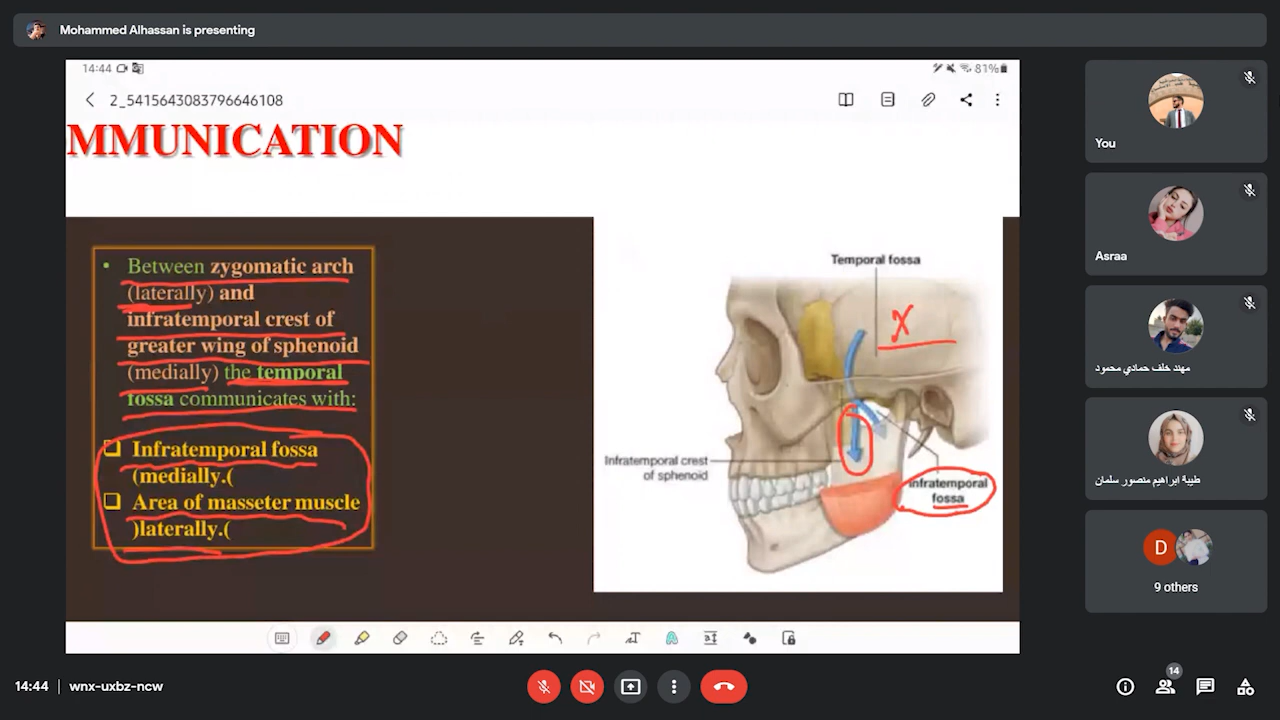 Mohammed Alhassan is presenting
14:44
81%
2_5415643083796646108
MMUNICATION
• Between zygomatic arch
(laterally) and
infratemporal crest of
greater wing of sphenoid
(medially) the temporal
fossa communicates with:
Infratemporal fossa
(medially.(
Area of masseter muscle
)laterally.(
Temporal fossa
X
Infratemporal crest
of sphenoid
Infratemporal
fossa
You
Asraa
مهند خلف حمادي محمود
طيبة ابراهيم منصور سلمان
D
9 others
14:44 | wnx-uxbz-ncw
14